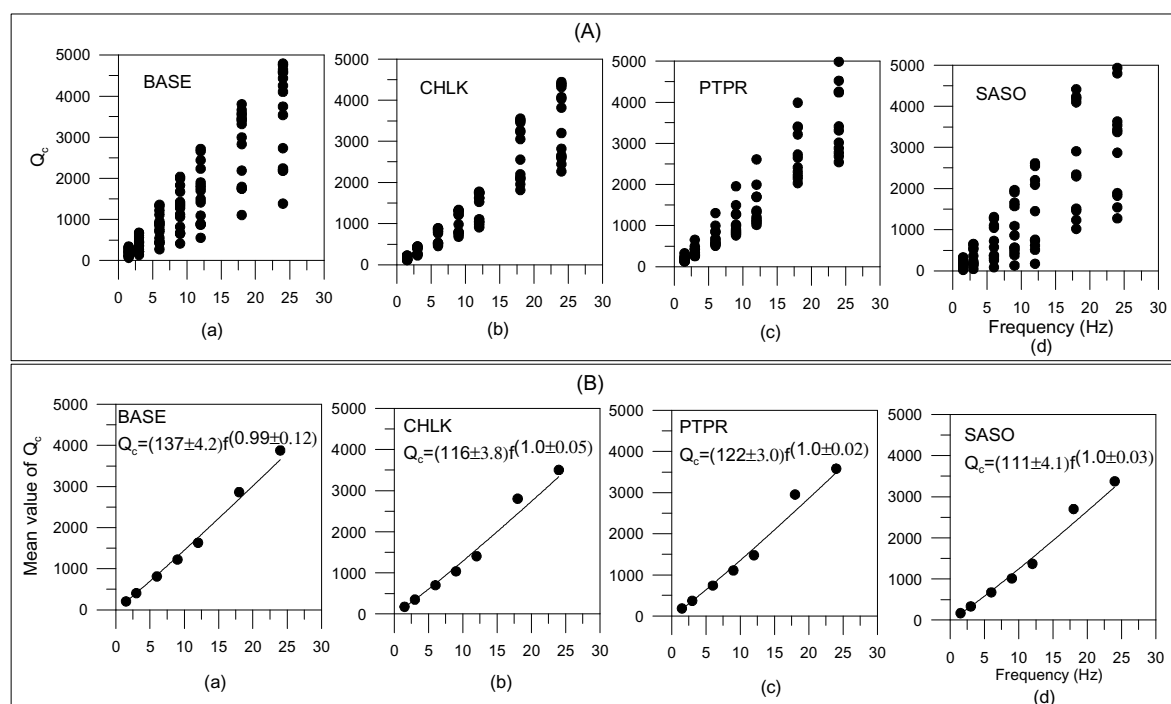 (A)
5000
4000
3000
2000
1000
0
Q_c
BASE
0 5 10 15 20 25 30
(a)
5000
4000
3000
2000
1000
0
CHLK
0 5 10 15 20 25 30
(b)
5000
4000
3000
2000
1000
0
PTPR
0 5 10 15 20 25 30
(c)
5000
4000
3000
2000
1000
0
SASO
0 5 10 15 20 25 30
Frequency (Hz)
(d)
(B)
5000
4000
3000
2000
1000
0
Mean value of Q_c
BASE
Q_c=(137±4.2)f^(0.99±0.12)
0 5 10 15 20 25 30
(a)
5000
4000
3000
2000
1000
0
CHLK
Q_c=(116±3.8)f^(1.0±0.05)
0 5 10 15 20 25 30
(b)
5000
4000
3000
2000
1000
0
PTPR
Q_c=(122±3.0)f^(1.0±0.02)
0 5 10 15 20 25 30
(c)
5000
4000
3000
2000
1000
0
SASO
Q_c=(111±4.1)f^(1.0±0.03)
0 5 10 15 20 25 30
Frequency (Hz)
(d)